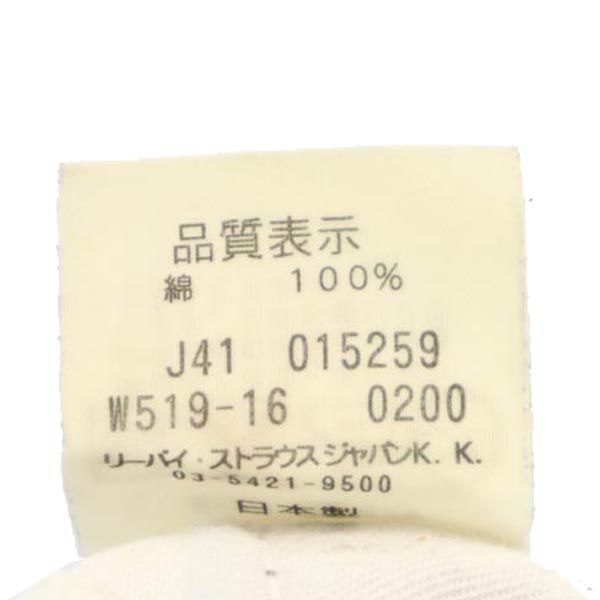 品質表示
綿 100%
J41 015259
W519-16 0200
リーバイ・ストラウスジャパンK.K.
03-5421-9500
日本製